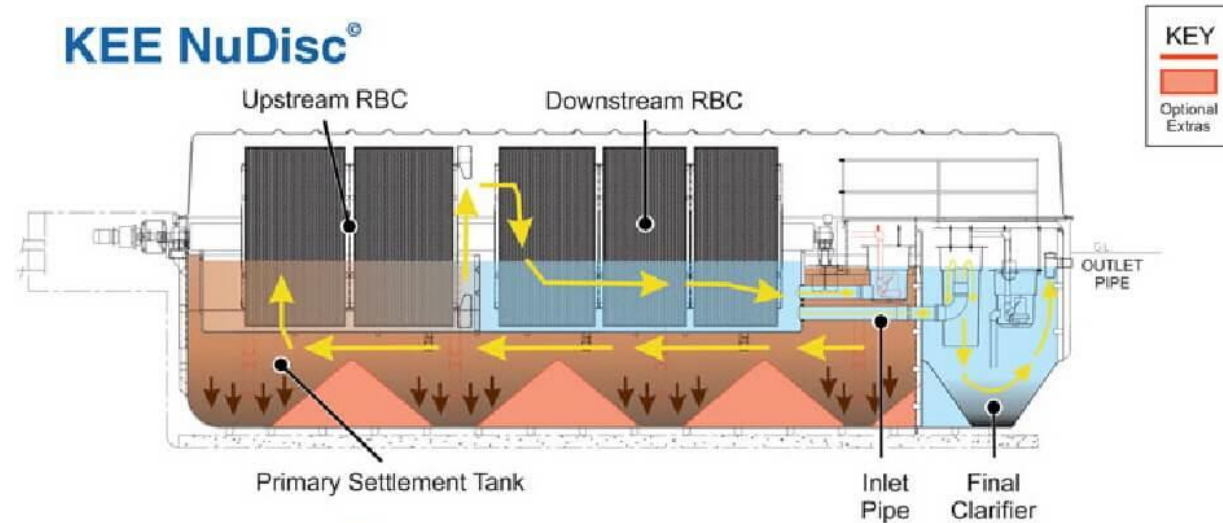 KEE NuDisc©
KEY
Optional
Extras
Upstream RBC
Downstream RBC
G.L.
OUTLET
PIPE
Primary Settlement Tank
Inlet
Pipe
Final
Clarifier